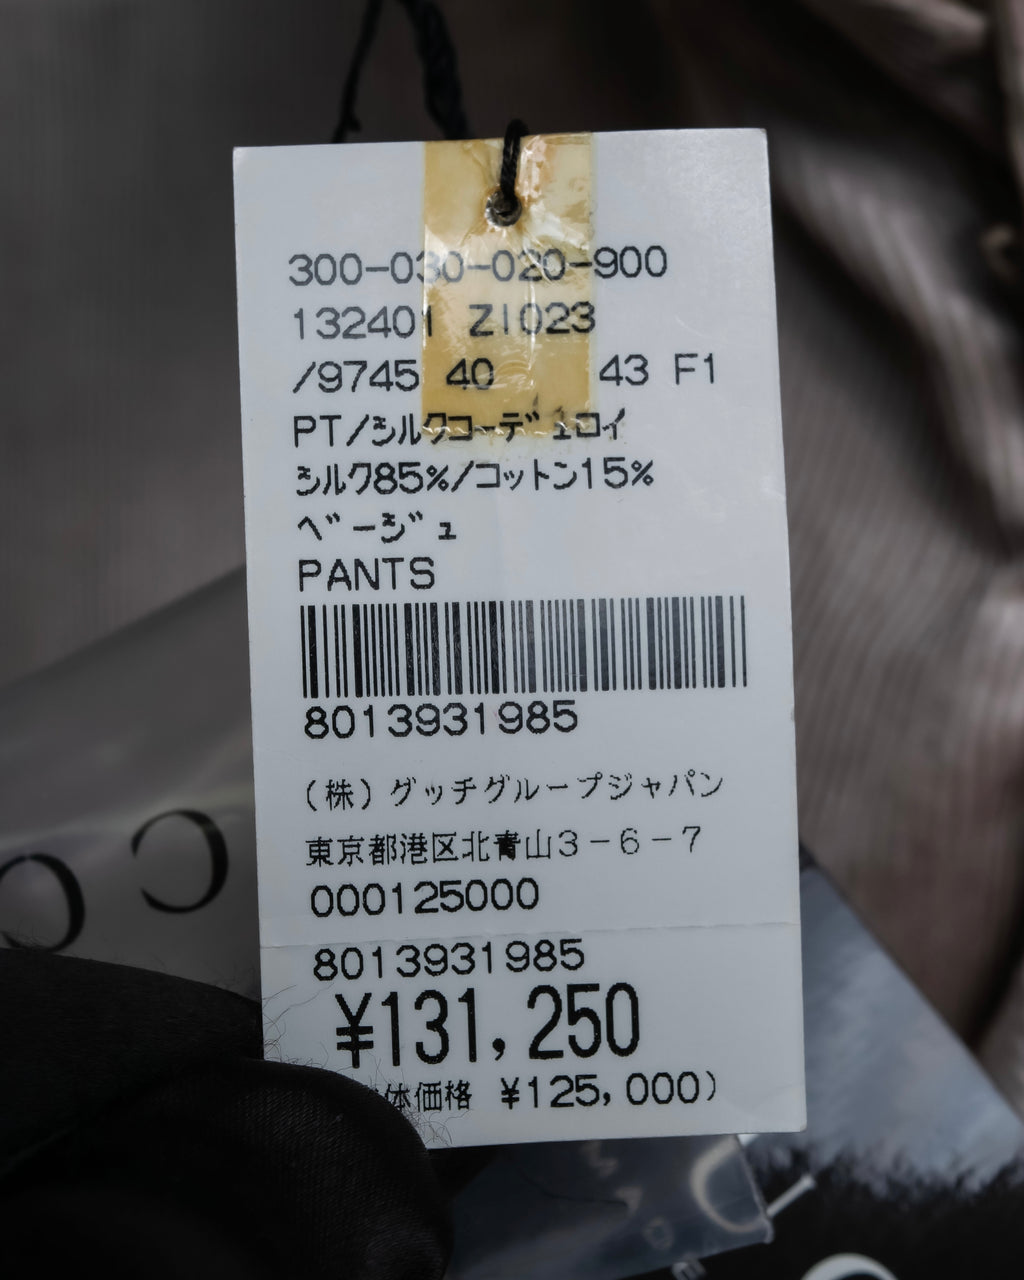 300-030-020-900
132401 Z1023
/9745 40 43 F1
PT/シルクコーデュロイ
シルク85%/コットン15%
ベージュ
PANTS
8013931985
(株)グッチグループジャパン
東京都港区北青山3-6-7
000125000
8013931985
¥131,250
体価格 ¥125,000)